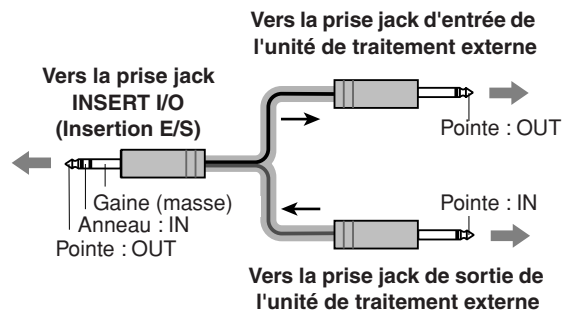 Vers la prise jack d'entrée de
l'unité de traitement externe
Vers la prise jack
INSERT I/O
(Insertion E/S)
Pointe : OUT
Gaine (masse)
Anneau : IN
Pointe : OUT
Pointe : IN
Vers la prise jack de sortie de
l'unité de traitement externe